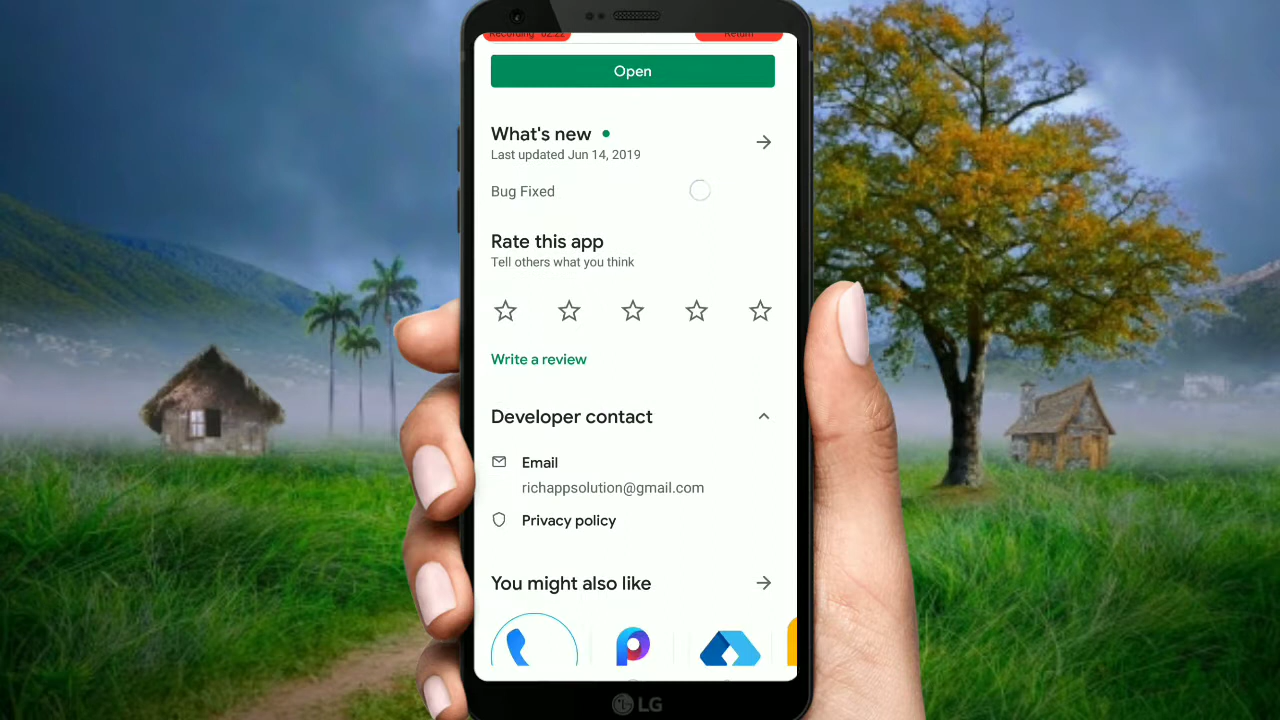 Recording 02:22
Return
Open
What's new
Last updated Jun 14, 2019
Bug Fixed
Rate this app
Tell others what you think
Write a review
Developer contact
Email
richappsolution@gmail.com
Privacy policy
You might also like
LG